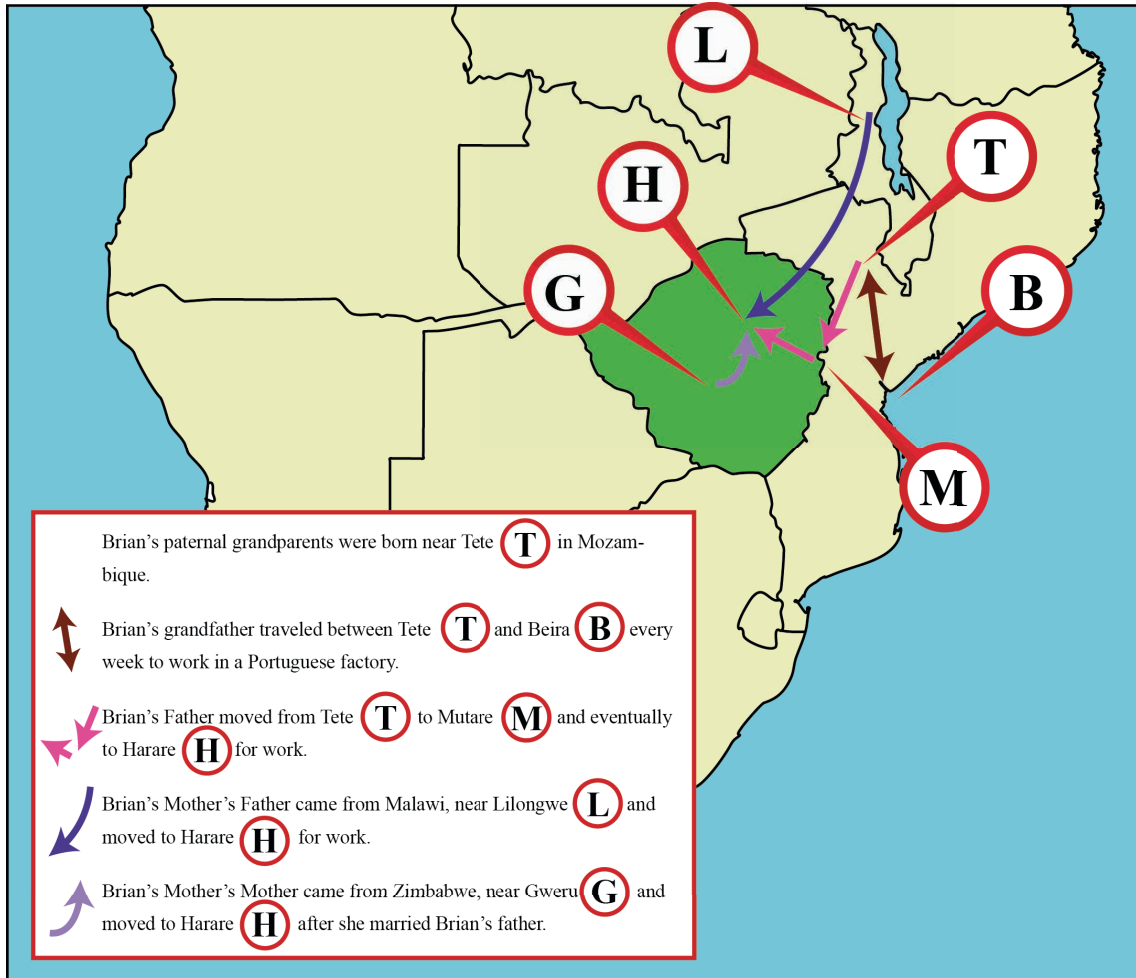 L
T
H
G
B
M
Brian's paternal grandparents were born near Tete T in Mozam-
bique.
Brian's grandfather traveled between Tete T and Beira B every
week to work in a Portuguese factory.
Brian's Father moved from Tete T to Mutare M and eventually
to Harare H for work.
Brian's Mother's Father came from Malawi, near Lilongwe L and
moved to Harare H for work.
Brian's Mother's Mother came from Zimbabwe, near Gweru G and
moved to Harare H after she married Brian's father.